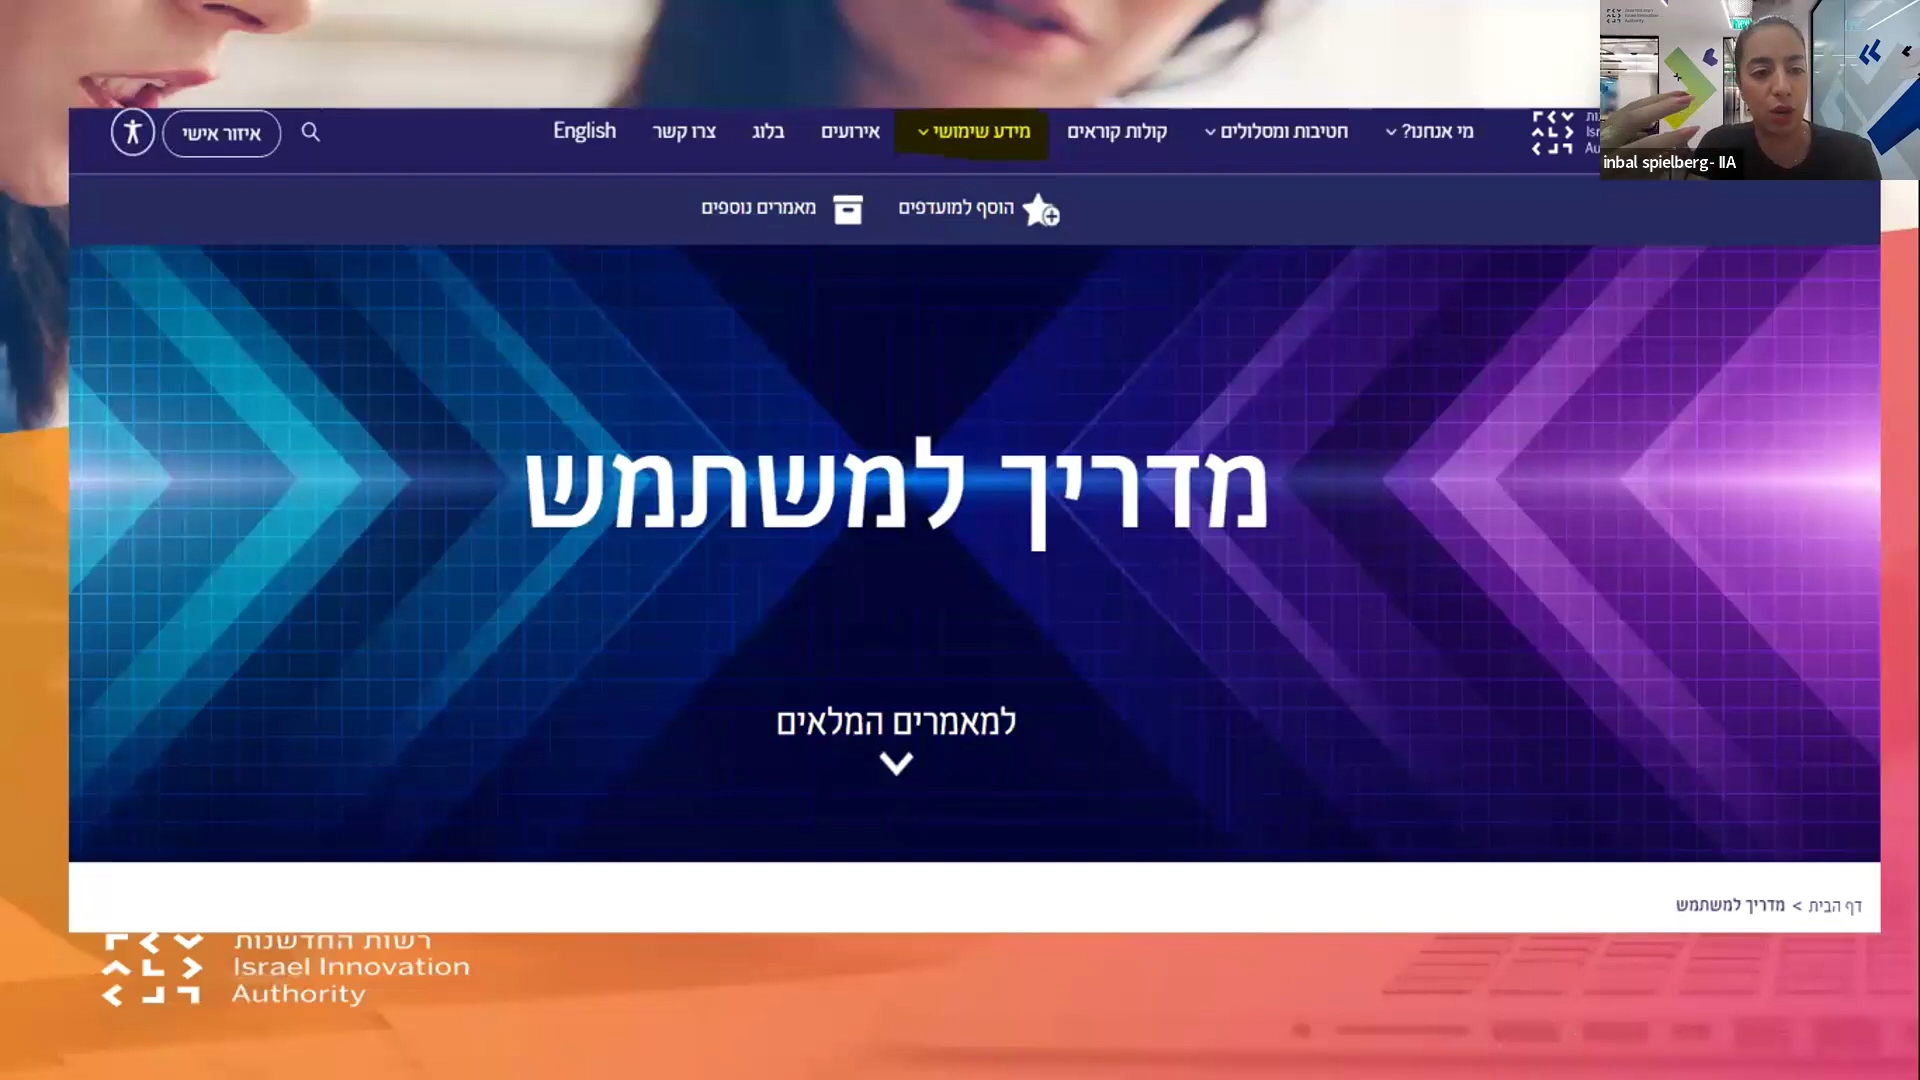 מי אנחנו?
חטיבות ומסלולים
קולות קוראים
מידע שימושי
אירועים
בלוג
צרו קשר
English
איזור אישי
inbal spielberg- IIA
הוסף למועדפים
מאמרים נוספים
מדריך למשתמש
למאמרים המלאים
דף הבית > מדריך למשתמש
רשות החדשנות
Israel Innovation
Authority